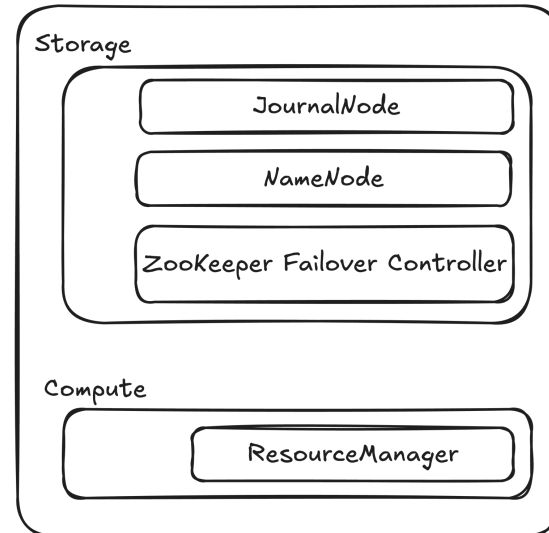 Storage
JournalNode
NameNode
ZooKeeper Failover Controller
Compute
ResourceManager